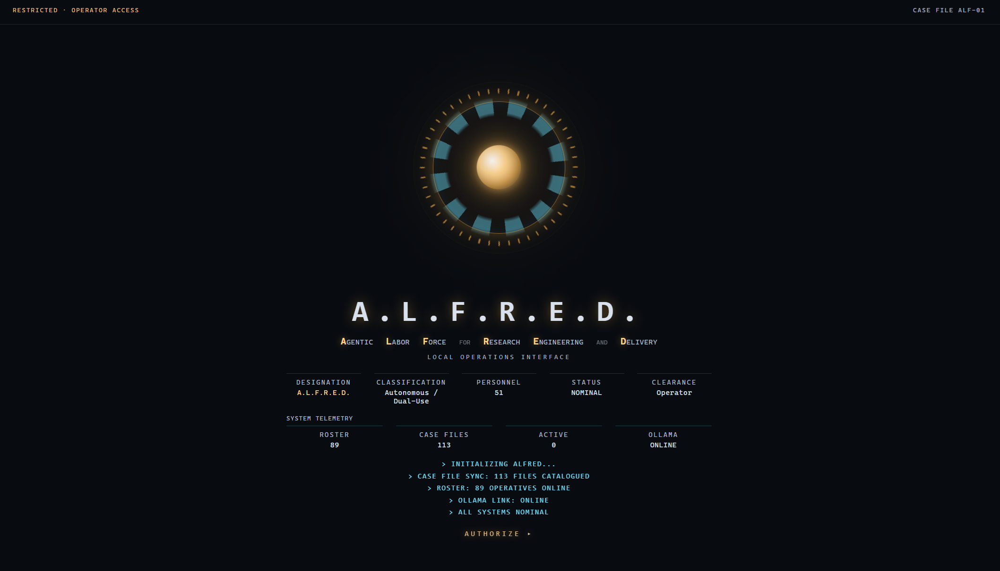 RESTRICTED · OPERATOR ACCESS
CASE FILE ALF-01
A.L.F.R.E.D.
AGENTIC LABOR FORCE FOR RESEARCH ENGINEERING AND DELIVERY
LOCAL OPERATIONS INTERFACE
DESIGNATION CLASSIFICATION PERSONNEL STATUS CLEARANCE
A.L.F.R.E.D. Autonomous / 51 NOMINAL Operator
Dual-Use
SYSTEM TELEMETRY
ROSTER CASE FILES ACTIVE OLLAMA
89 113 0 ONLINE
> INITIALIZING ALFRED...
> CASE FILE SYNC: 113 FILES CATALOGUED
> ROSTER: 89 OPERATIVES ONLINE
> OLLAMA LINK: ONLINE
> ALL SYSTEMS NOMINAL
AUTHORIZE ▸